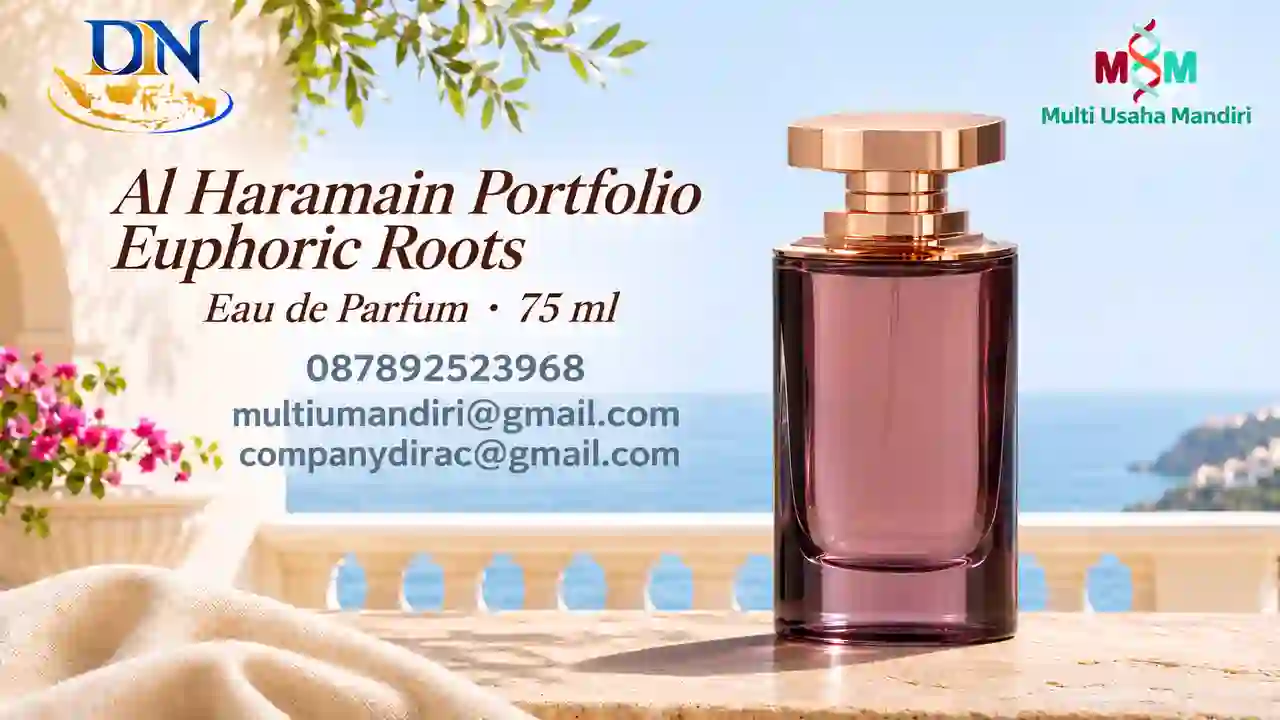 DN
M M
Multi Usaha Mandiri
Al Haramain Portfolio
Euphoric Roots
Eau de Parfum • 75 ml
087892523968
multiumandiri@gmail.com
companydirac@gmail.com